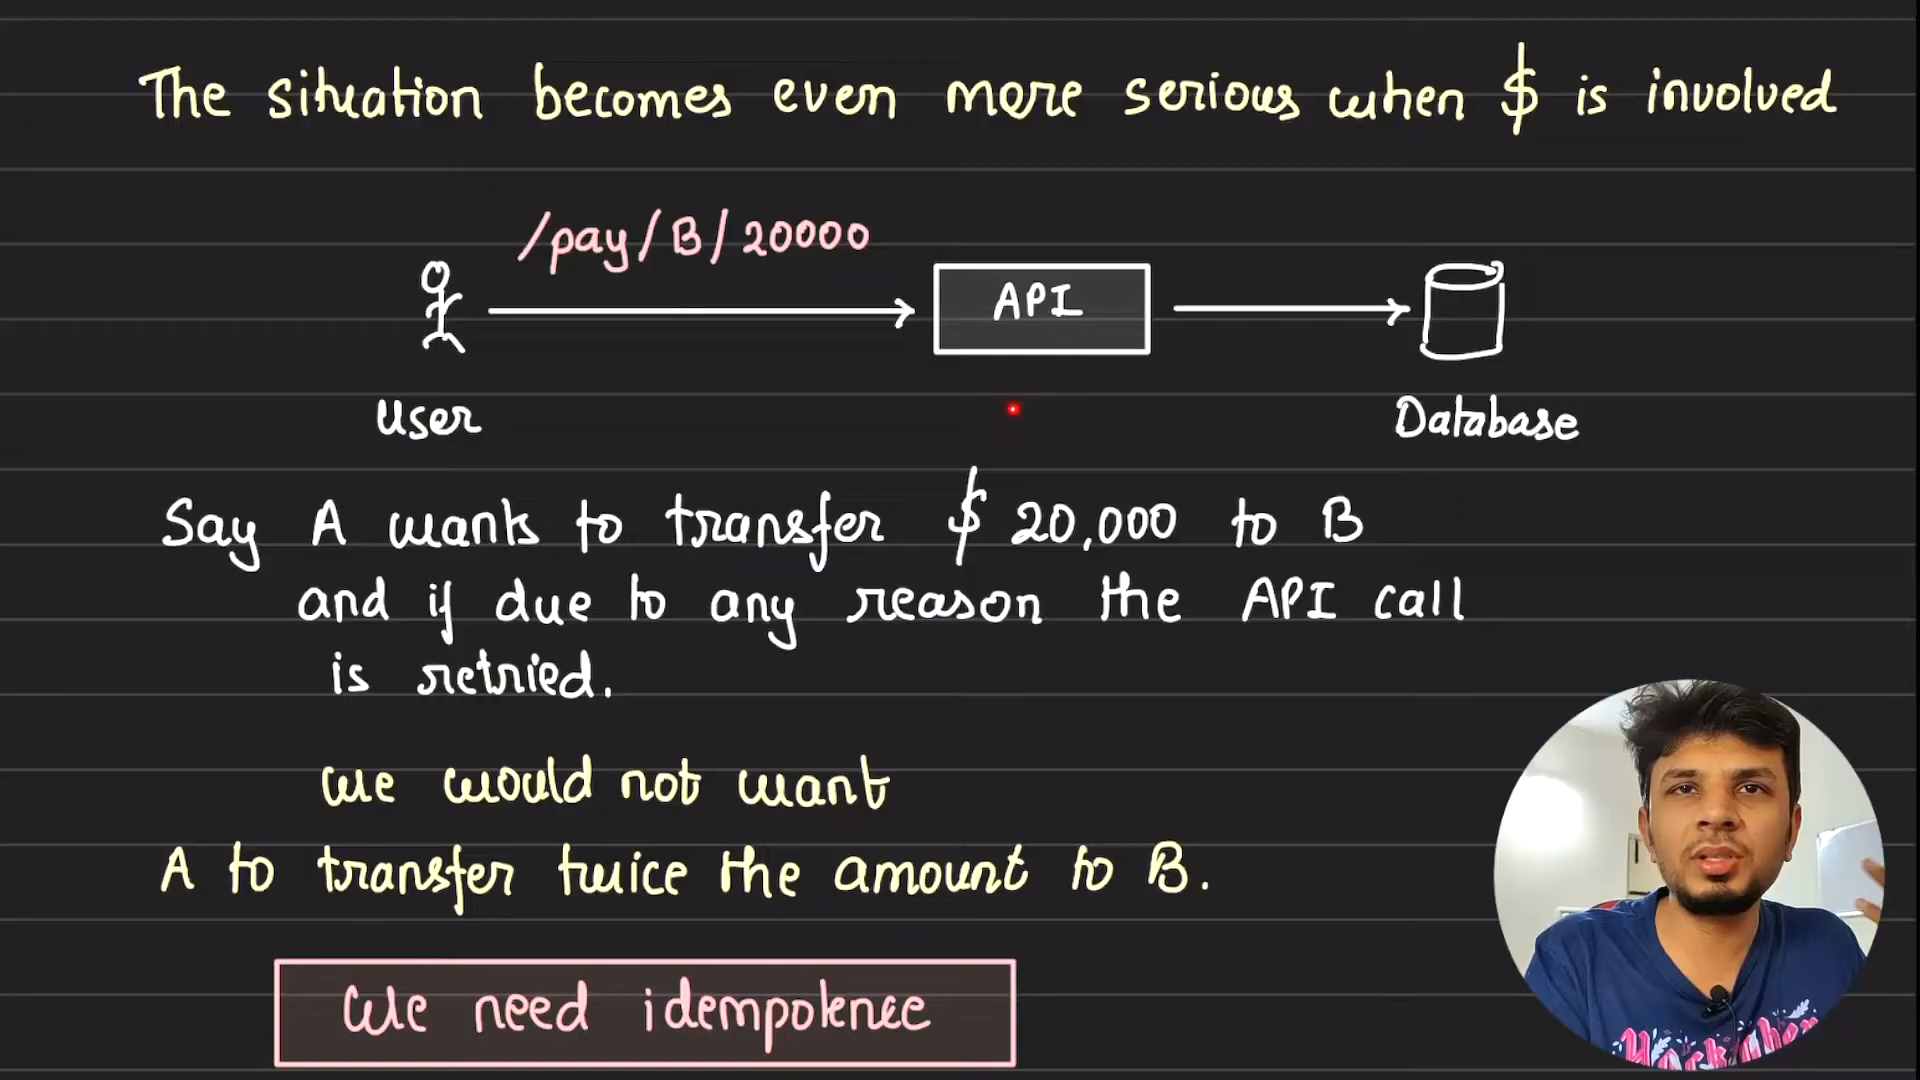 The situation becomes even more serious when $ is involved
/pay/B/20000
API
User
Database
Say A wants to transfer $ 20,000 to B
and if due to any reason the API call
is retried.
We would not want
A to transfer twice the amount to B.
We need idempotence